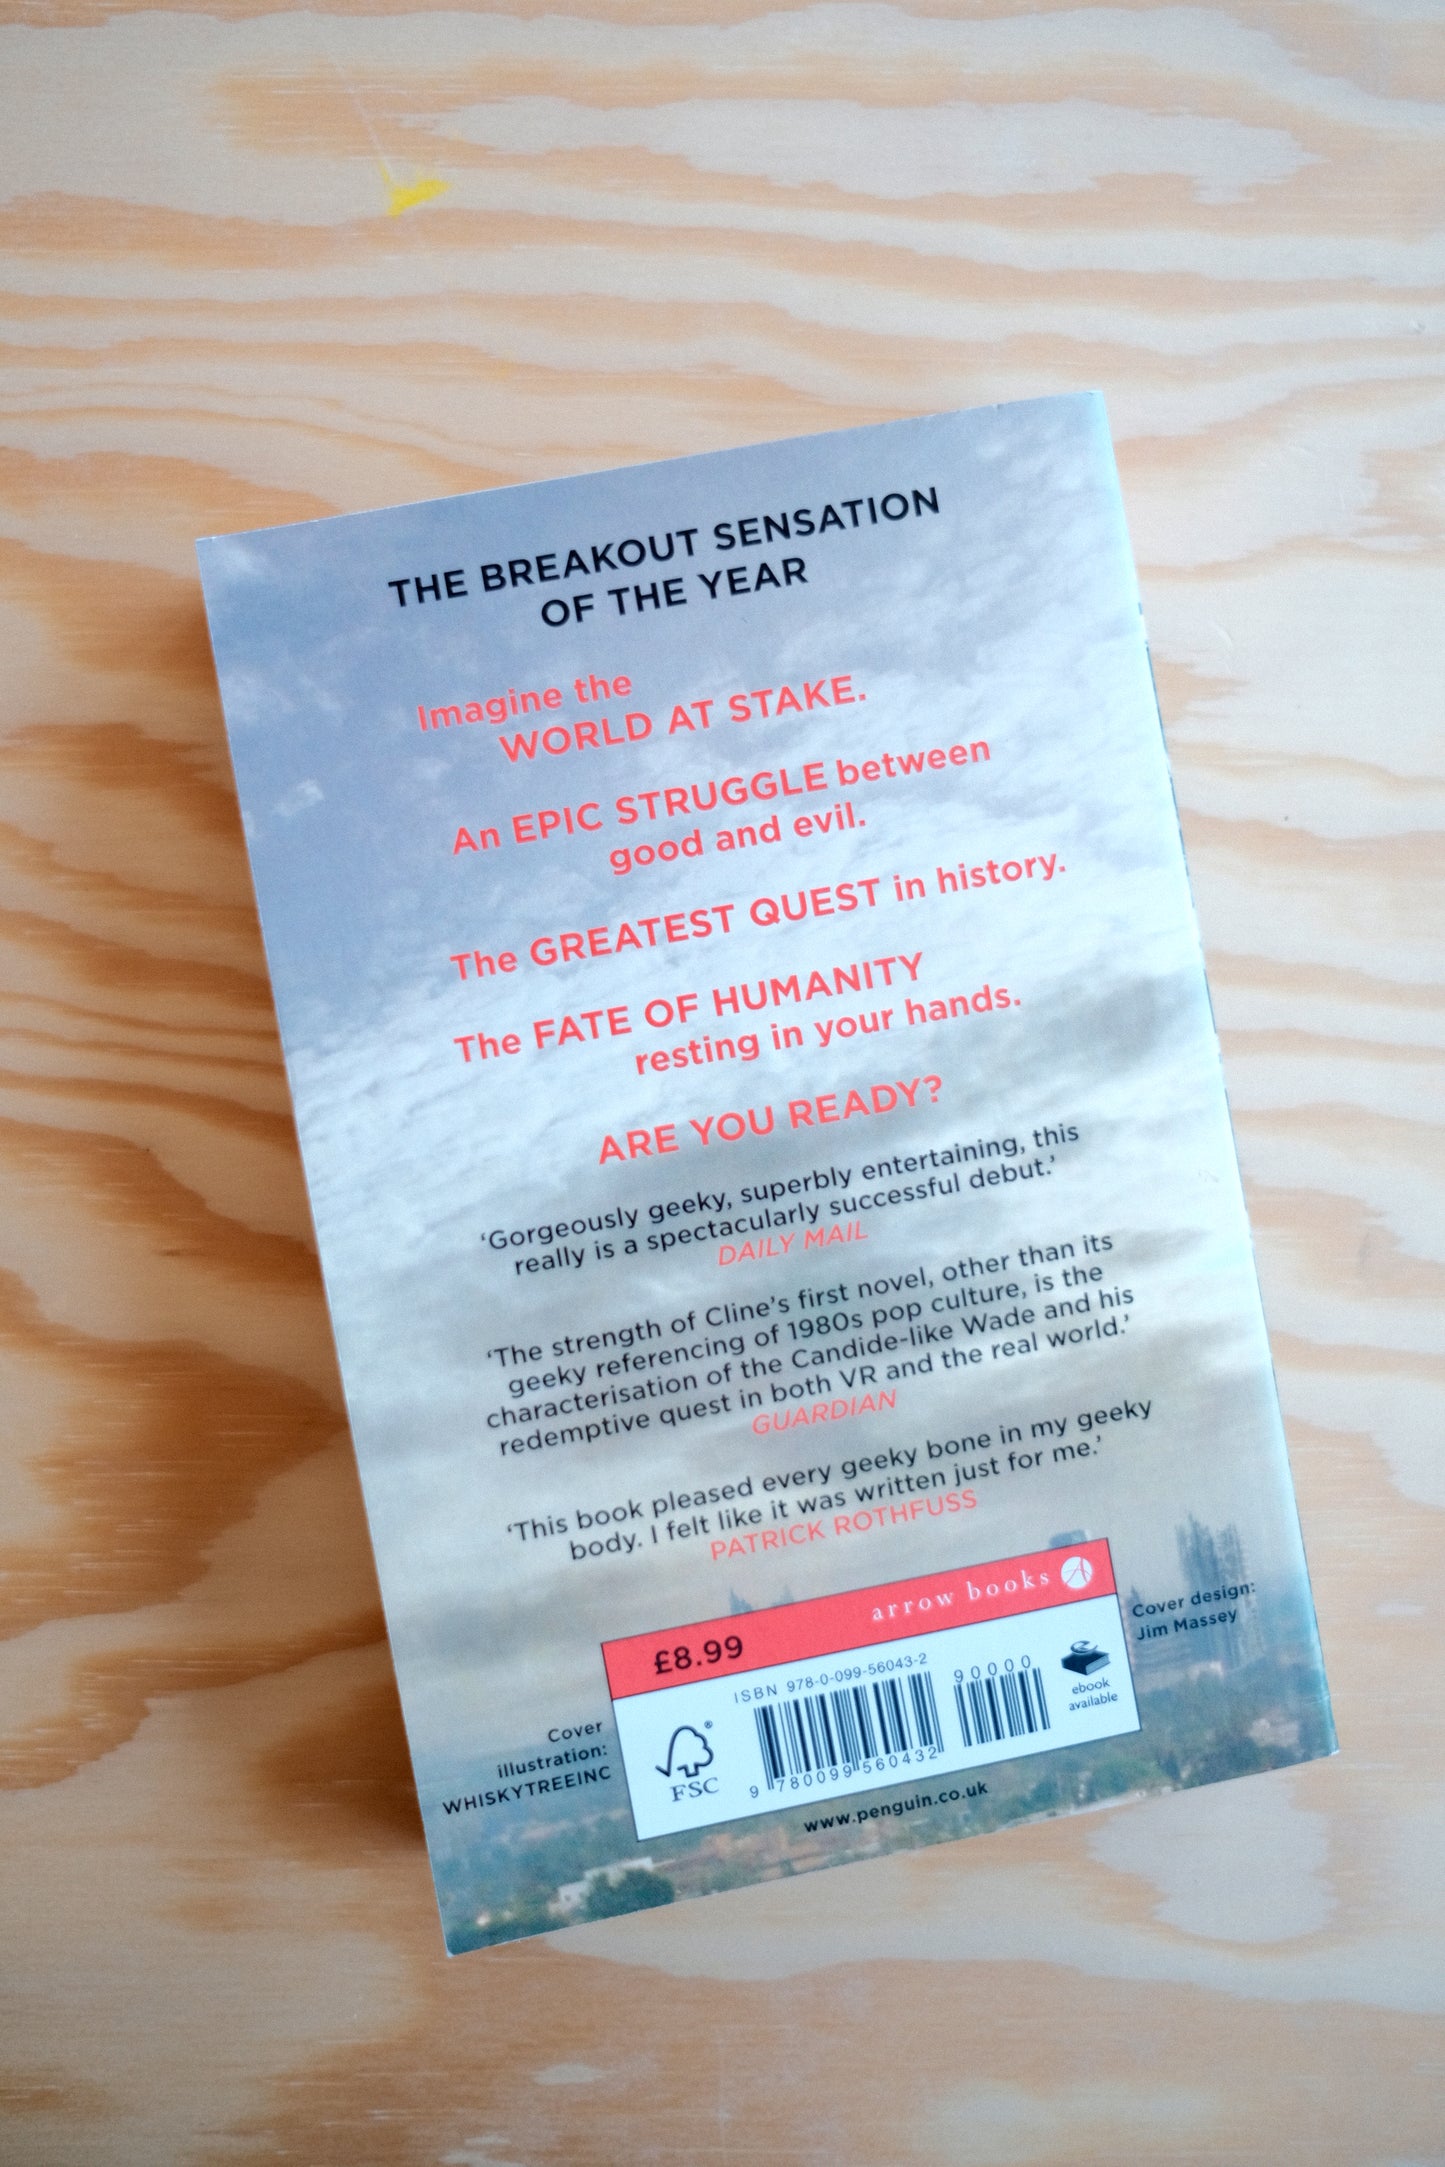 THE BREAKOUT SENSATION
OF THE YEAR
Imagine the
WORLD AT STAKE.
An EPIC STRUGGLE between
good and evil.
The GREATEST QUEST in history.
The FATE OF HUMANITY
resting in your hands.
ARE YOU READY?
‘Gorgeously geeky, superbly entertaining, this
really is a spectacularly successful debut.’
DAILY MAIL
‘The strength of Cline’s first novel, other than its
geeky referencing of 1980s pop culture, is the
characterisation of the Candide-like Wade and his
redemptive quest in both VR and the real world.’
GUARDIAN
‘This book pleased every geeky bone in my geeky
body. I felt like it was written just for me.’
PATRICK ROTHFUSS
£8.99
arrow books
ISBN 978-0-099-56043-2
90000
9 780099 560432
FSC®
ebook
available
Cover design:
Jim Massey
Cover
illustration:
WHISKYTREEINC
www.penguin.co.uk